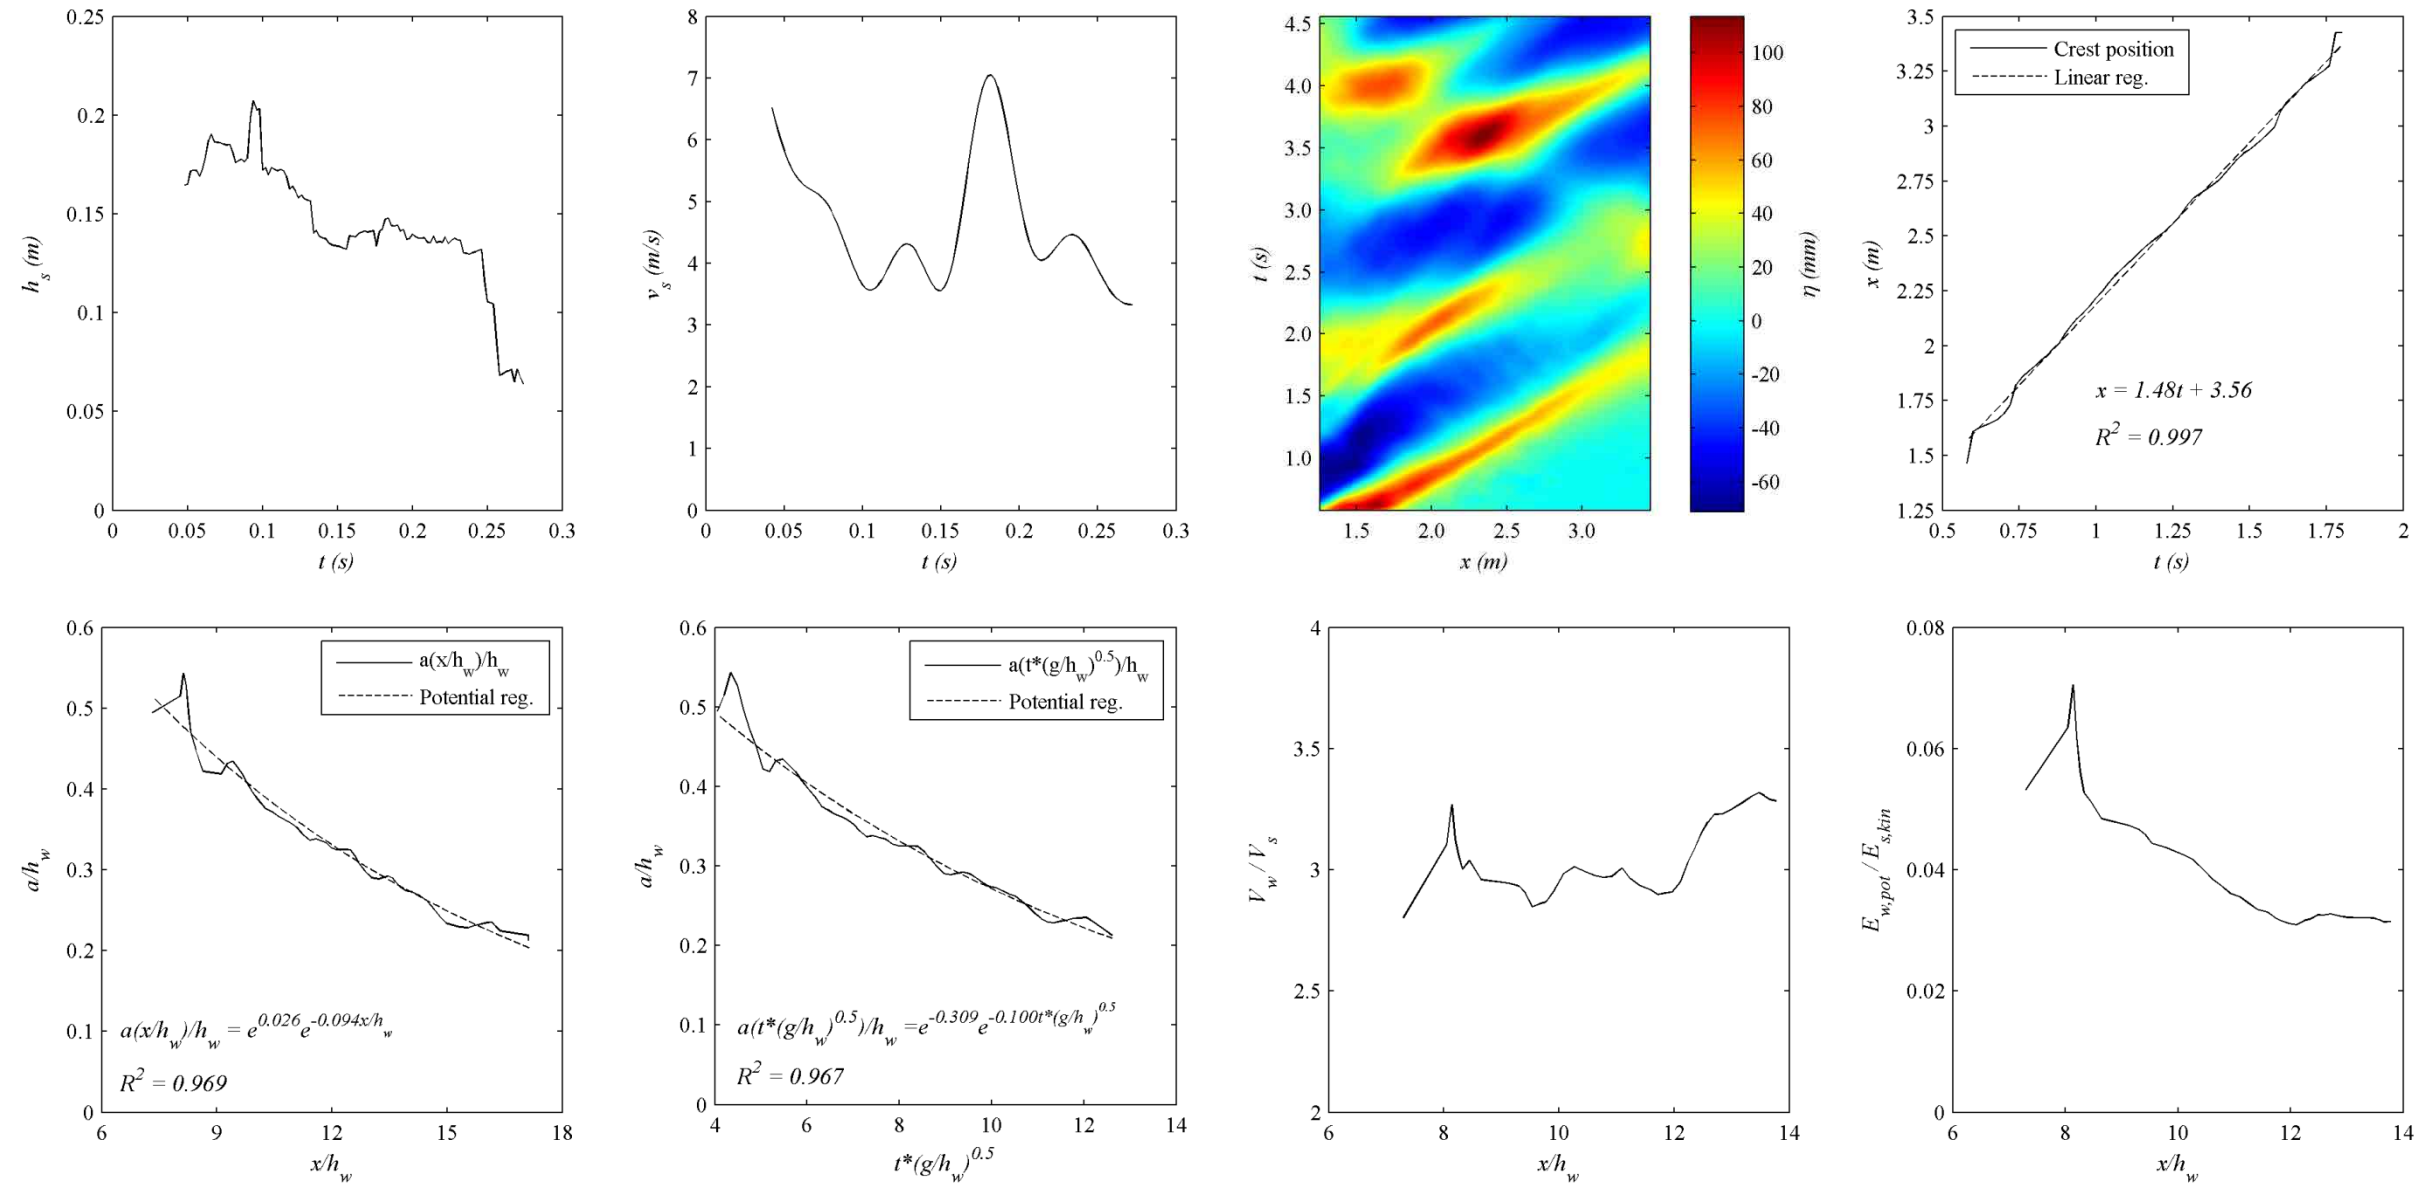 0.25
0.2
0.15
0.1
0.05
0
0 0.05 0.1 0.15 0.2 0.25 0.3
h_s (m)
t (s)
8
7
6
5
4
3
2
1
0
0 0.05 0.1 0.15 0.2 0.25 0.3
v_s (m/s)
t (s)
4.5
4.0
3.5
3.0
2.5
2.0
1.5
1.0
1.5 2.0 2.5 3.0
t (s)
x (m)
100
80
60
40
20
0
-20
-40
-60
η (mm)
3.5
3.25
3
2.75
2.5
2.25
2
1.75
1.5
1.25
0.5 0.75 1 1.25 1.5 1.75 2
x (m)
t (s)
Crest position
Linear reg.
x = 1.48t + 3.56
R^2 = 0.997
0.6
0.5
0.4
0.3
0.2
0.1
0
6 9 12 15 18
a/h_w
x/h_w
a(x/h_w)/h_w
Potential reg.
a(x/h_w)/h_w = e^0.026 e^-0.094x/h_w
R^2 = 0.969
0.6
0.5
0.4
0.3
0.2
0.1
0
4 6 8 10 12 14
a/h_w
t*(g/h_w)^0.5
a(t*(g/h_w)^0.5)/h_w
Potential reg.
a(t*(g/h_w)^0.5)/h_w =e^-0.309 e^-0.100t*(g/h_w)^0.5
R^2 = 0.967
4
3.5
3
2.5
2
6 8 10 12 14
V_w / V_s
x/h_w
0.08
0.06
0.04
0.02
0
6 8 10 12 14
E_w,pot / E_s,kin
x/h_w